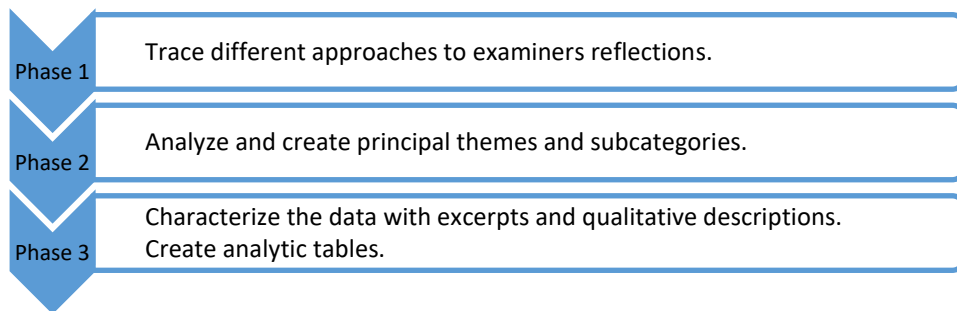 Phase 1
Trace different approaches to examiners reflections.
Phase 2
Analyze and create principal themes and subcategories.
Phase 3
Characterize the data with excerpts and qualitative descriptions.
Create analytic tables.